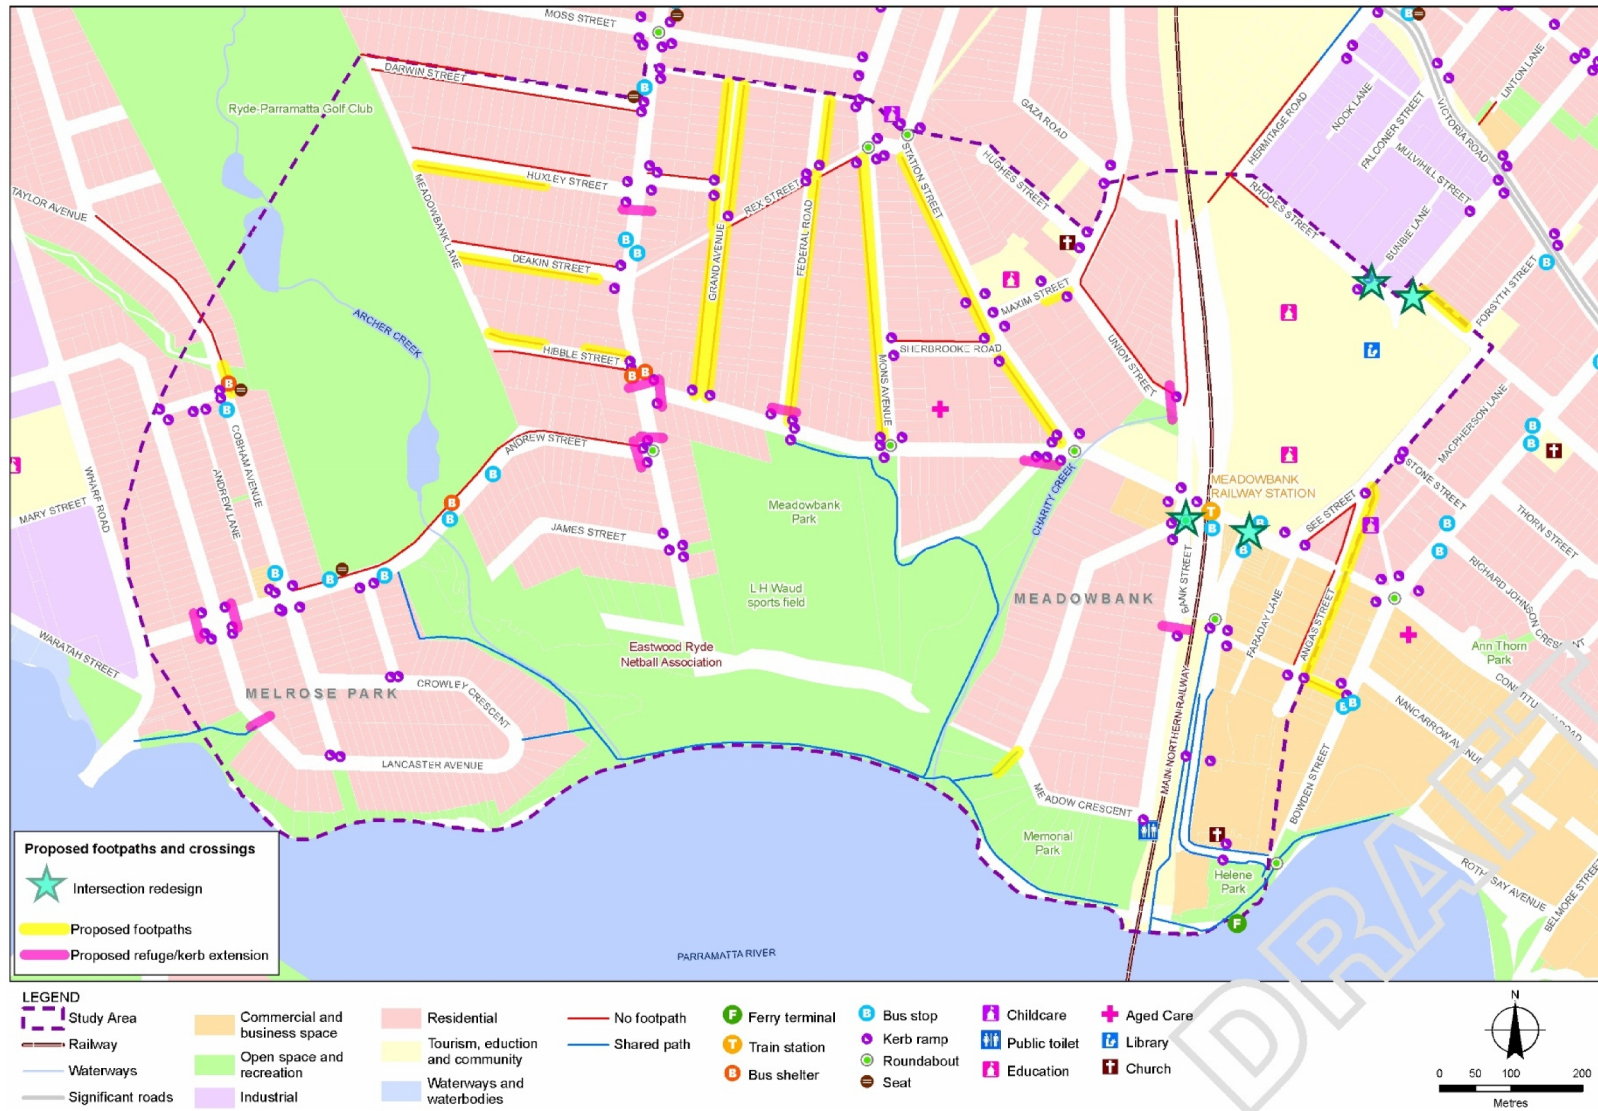 MOSS STREET
DARWIN STREET
Ryde-Parramatta Golf Club
GAZA ROAD
HERMITAGE ROAD
NOOK LANE
FALCONER STREET
VICTORIA ROAD
LINTON LANE
MULVIHILL STREET
TAYLOR AVENUE
MEADOWBANK LANE
HUXLEY STREET
REX STREET
STATION STREET
HUGHES STREET
RHODES STREET
BUNBIE LANE
FORSYTH STREET
DEAKIN STREET
GRAND AVENUE
FEDERAL ROAD
MAXIM STREET
ARCHER CREEK
HIBBLE STREET
MONS AVENUE
SHERBROOKE ROAD
UNION STREET
MACPHERSON LANE
COBHAM AVENUE
ANDREW LANE
ANDREW STREET
WHARF ROAD
MARY STREET
Meadowbank
Park
CHARITY CREEK
MEADOWBANK
RAILWAY STATION
SEE STREET
STONE STREET
THORN STREET
JAMES STREET
L H Waud
sports field
MEADOWBANK
BANK STREET
FARADAY LANE
ANGAS STREET
RICHARD JOHNSON CRESCENT
Ann Thorn
Park
WARATAH STREET
Eastwood Ryde
Netball Association
MELROSE PARK
CROWLEY CRESCENT
LANCASTER AVENUE
MAIN NORTHERN RAILWAY
NANCARROW AVENUE
BOWDEN STREET
MEADOW CRESCENT
Memorial
Park
Helene
Park
ROTHSAY AVENUE
BELMORE STREET
PARRAMATTA RIVER
DRAFT
Proposed footpaths and crossings
Intersection redesign
Proposed footpaths
Proposed refuge/kerb extension
LEGEND
Study Area
Railway
Waterways
Significant roads
Commercial and
business space
Open space and
recreation
Industrial
Residential
Tourism, eduction
and community
Waterways and
waterbodies
No footpath
Shared path
F Ferry terminal
T Train station
B Bus shelter
B Bus stop
Kerb ramp
Roundabout
Seat
Childcare
Public toilet
Education
Aged Care
Library
Church
N
0 50 100 200
Metres